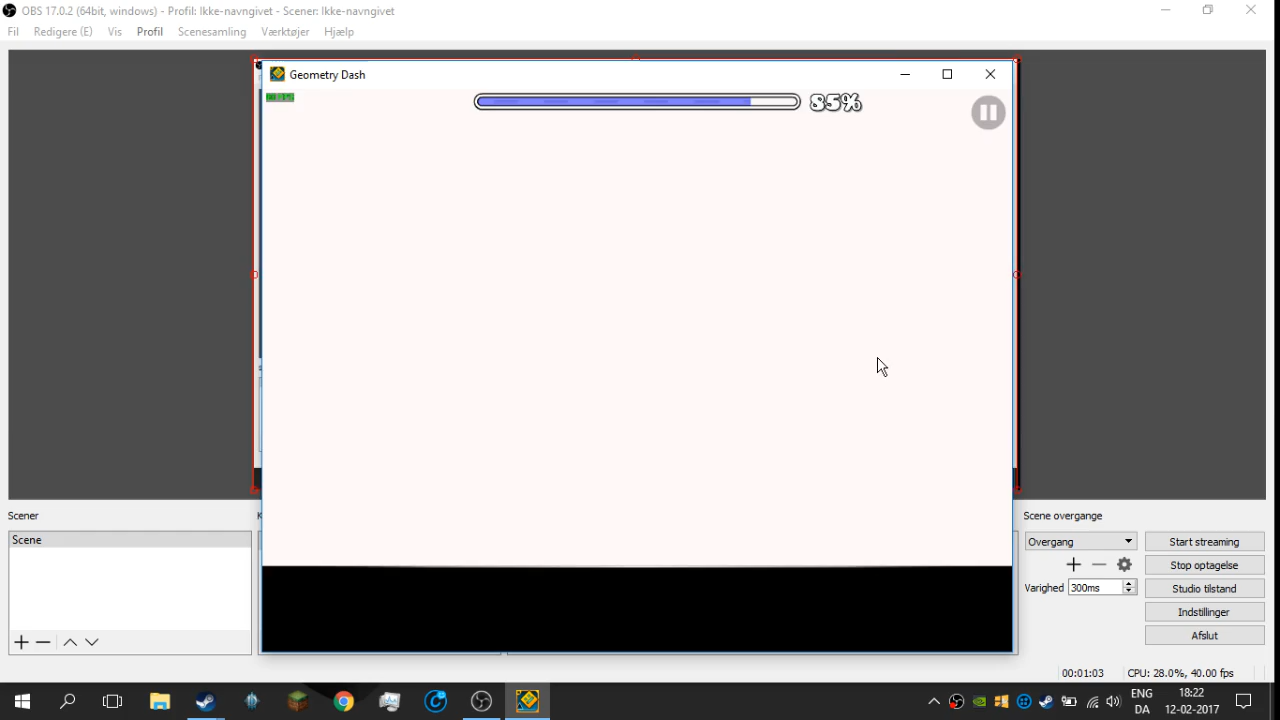 OBS 17.0.2 (64bit, windows) - Profil: Ikke-navngivet - Scener: Ikke-navngivet
Fil Redigere (E) Vis Profil Scenesamling Værktøjer Hjælp
Geometry Dash
85%
Scener
Scene
Scene overgange
Overgang
Varighed 300ms
Start streaming
Stop optagelse
Studio tilstand
Indstillinger
Afslut
00:01:03 CPU: 28.0%, 40.00 fps
ENG
DA
18:22
12-02-2017